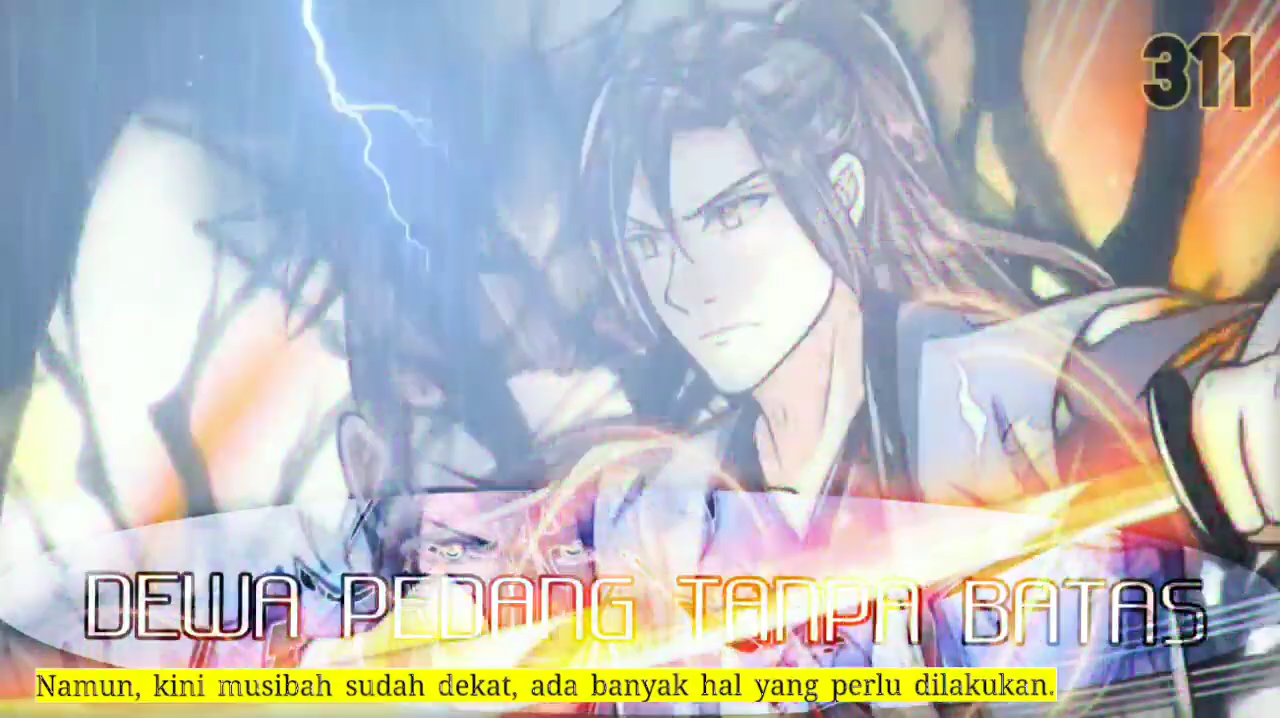 311
DEWA PEDANG TANPA BATAS
Namun, kini musibah sudah dekat, ada banyak hal yang perlu dilakukan.